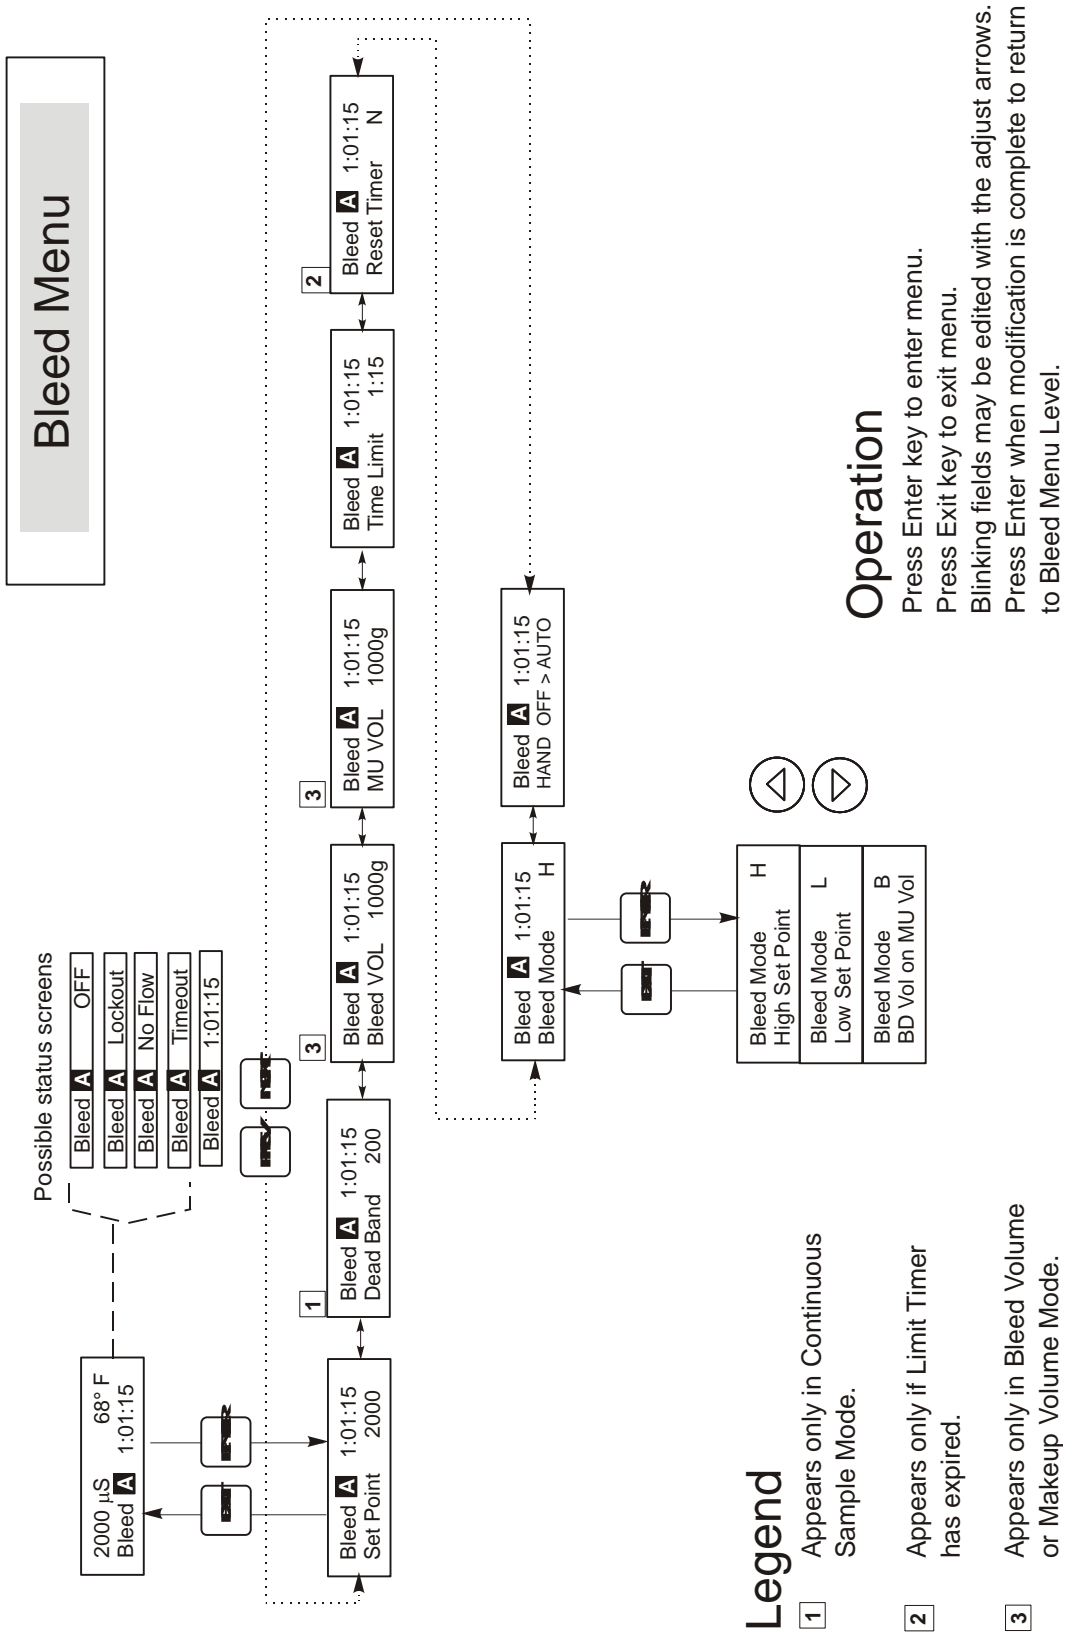 Bleed Menu
Possible status screens
Bleed A OFF
Bleed A Lockout
Bleed A No Flow
Bleed A Timeout
Bleed A 1:01:15
2000 µS 68° F
Bleed A 1:01:15
EXIT
ENTER
PREV
NEXT
Bleed A 1:01:15
Set Point 2000
1
Bleed A 1:01:15
Dead Band 200
3
Bleed A 1:01:15
Bleed VOL 1000g
3
Bleed A 1:01:15
MU VOL 1000g
Bleed A 1:01:15
Time Limit 1:15
2
Bleed A 1:01:15
Reset Timer N
Bleed A 1:01:15
Bleed Mode H
Bleed A 1:01:15
HAND OFF > AUTO
EXIT
ENTER
Bleed Mode H
High Set Point
Bleed Mode L
Low Set Point
Bleed Mode B
BD Vol on MU Vol
Legend
1 Appears only in Continuous
Sample Mode.
2 Appears only if Limit Timer
has expired.
3 Appears only in Bleed Volume
or Makeup Volume Mode.
Operation
Press Enter key to enter menu.
Press Exit key to exit menu.
Blinking fields may be edited with the adjust arrows.
Press Enter when modification is complete to return
to Bleed Menu Level.